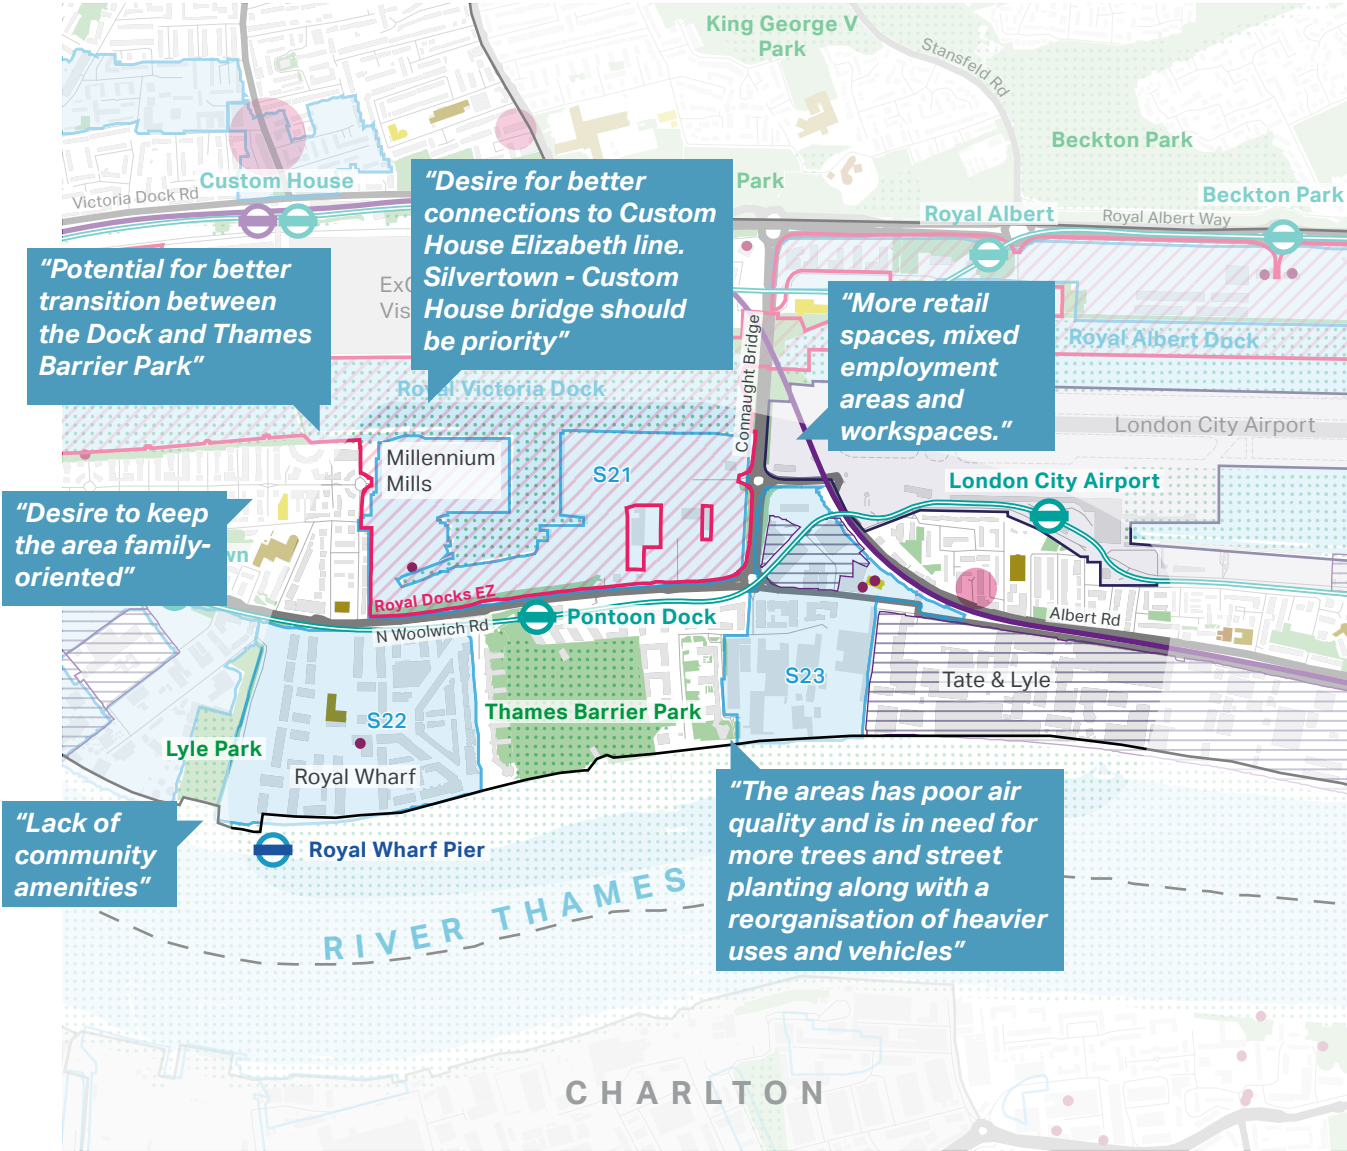 King George V
Park
Stansfeld Rd
Beckton Park
Custom House
Victoria Dock Rd
Park
Beckton Park
Royal Albert
Royal Albert Way
“Desire for better
connections to Custom
House Elizabeth line.
Silvertown - Custom
House bridge should
be priority”
“Potential for better
transition between
the Dock and Thames
Barrier Park”
“More retail
spaces, mixed
employment
areas and
workspaces.”
Royal Albert Dock
Connaught Bridge
Royal Victoria Dock
London City Airport
Millennium
Mills
S21
London City Airport
“Desire to keep
the area family-
oriented”
Royal Docks EZ
N Woolwich Rd
Pontoon Dock
Albert Rd
S23
Tate & Lyle
Thames Barrier Park
S22
Lyle Park
Royal Wharf
“Lack of
community
amenities”
Royal Wharf Pier
“The areas has poor air
quality and is in need for
more trees and street
planting along with a
reorganisation of heavier
uses and vehicles”
RIVER THAMES
CHARLTON